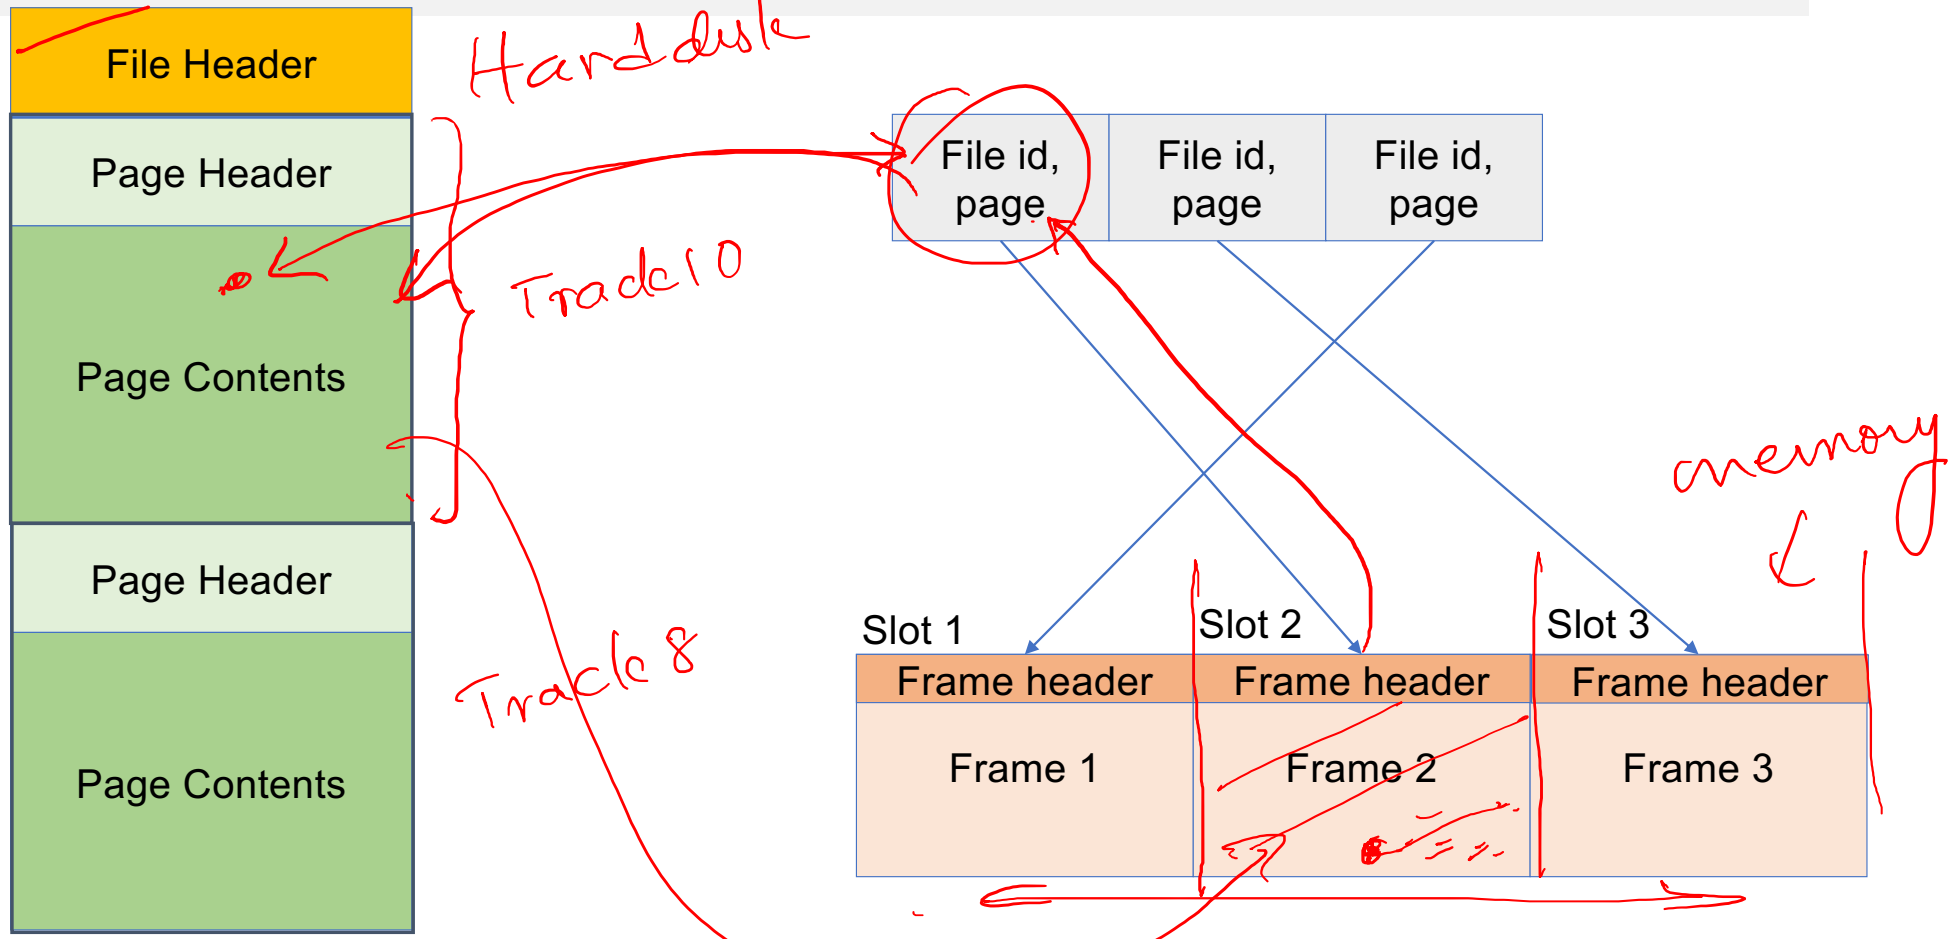 File Header
Harddisk
Page Header
File id,
page
File id,
page
File id,
page
Track 10
Page Contents
memory
Page Header
Slot 1
Slot 2
Slot 3
Track 8
Frame header
Frame header
Frame header
Page Contents
Frame 1
Frame 2
Frame 3